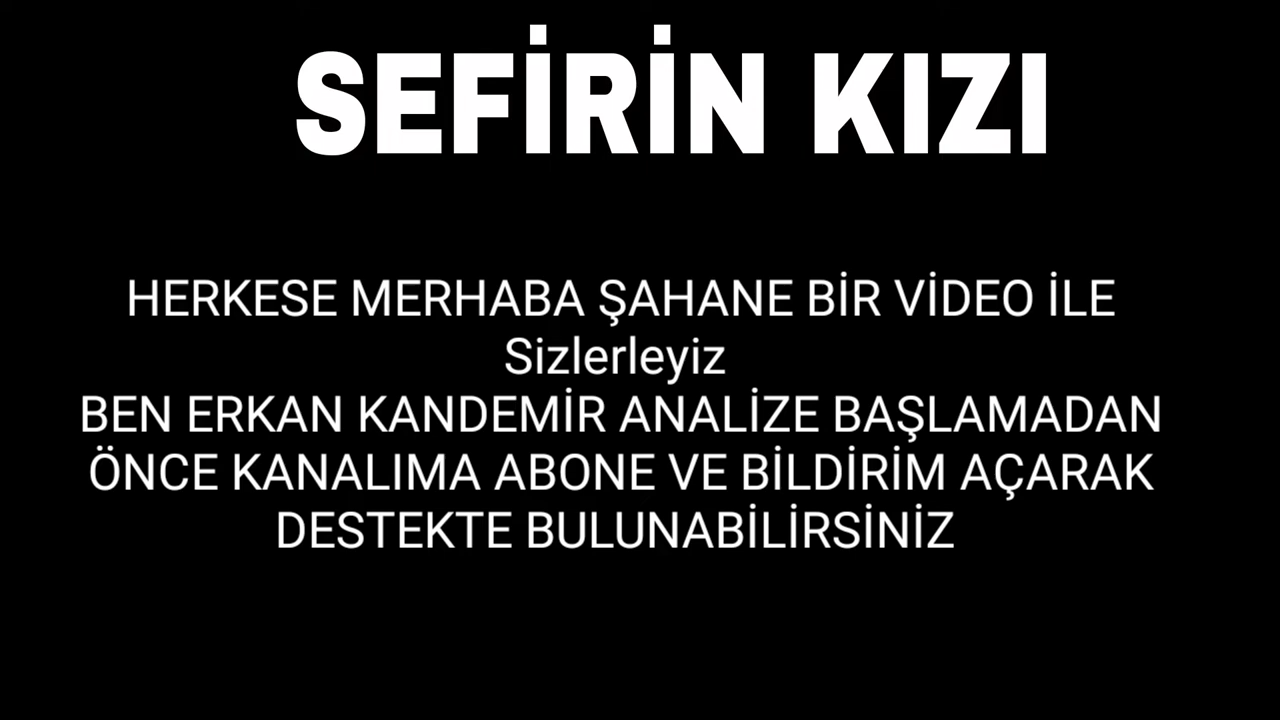 SEFİRİN KIZI
HERKESE MERHABA ŞAHANE BİR VİDEO İLE
Sizlerleyiz
BEN ERKAN KANDEMİR ANALİZE BAŞLAMADAN
ÖNCE KANALIMA ABONE VE BİLDİRİM AÇARAK
DESTEKTE BULUNABİLİRSİNİZ